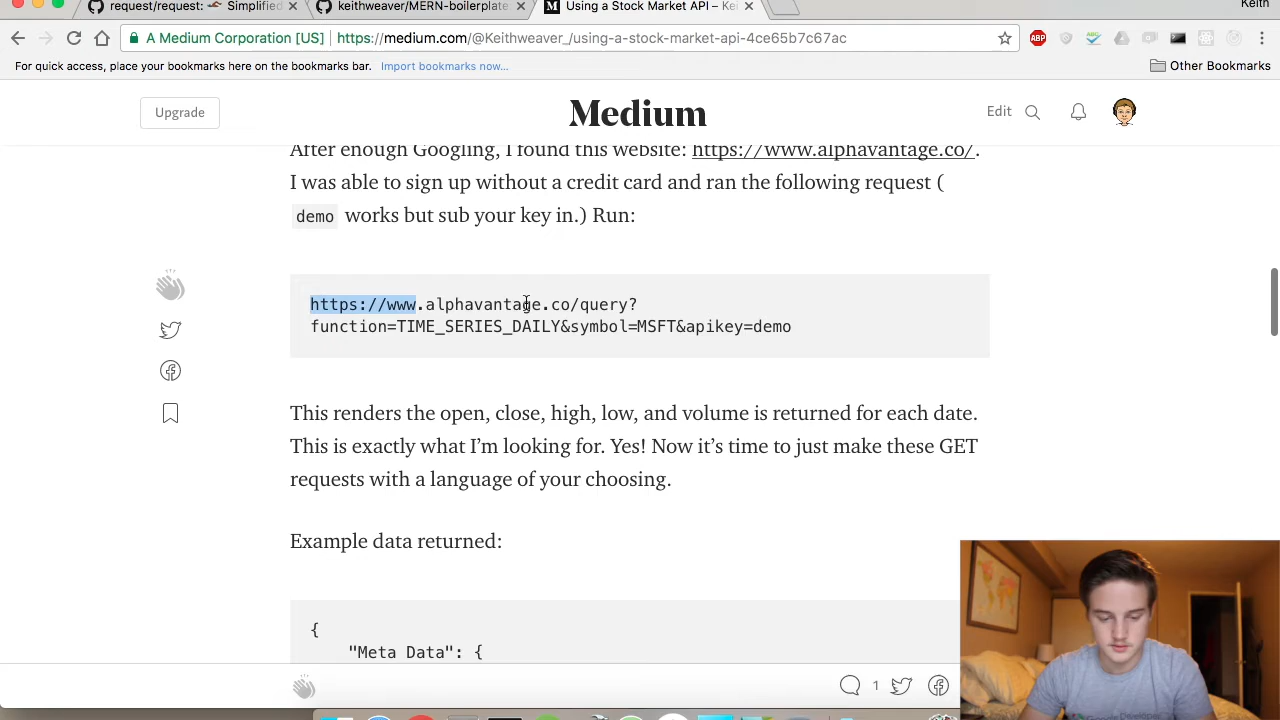 request/request: 🏊🏾 Simplified
keithweaver/MERN-boilerplate
Using a Stock Market API – Kei
Keith
A Medium Corporation [US]
https://medium.com/@Keithweaver_/using-a-stock-market-api-4ce65b7c67ac
ABP
For quick access, place your bookmarks here on the bookmarks bar. Import bookmarks now...
Other Bookmarks
Upgrade
Medium
Edit
After enough Googling, I found this website: https://www.alphavantage.co/.
I was able to sign up without a credit card and ran the following request (
demo works but sub your key in.) Run:
https://www.alphavantage.co/query?
function=TIME_SERIES_DAILY&symbol=MSFT&apikey=demo
This renders the open, close, high, low, and volume is returned for each date.
This is exactly what I'm looking for. Yes! Now it's time to just make these GET
requests with a language of your choosing.
Example data returned:
{
"Meta Data": {
1